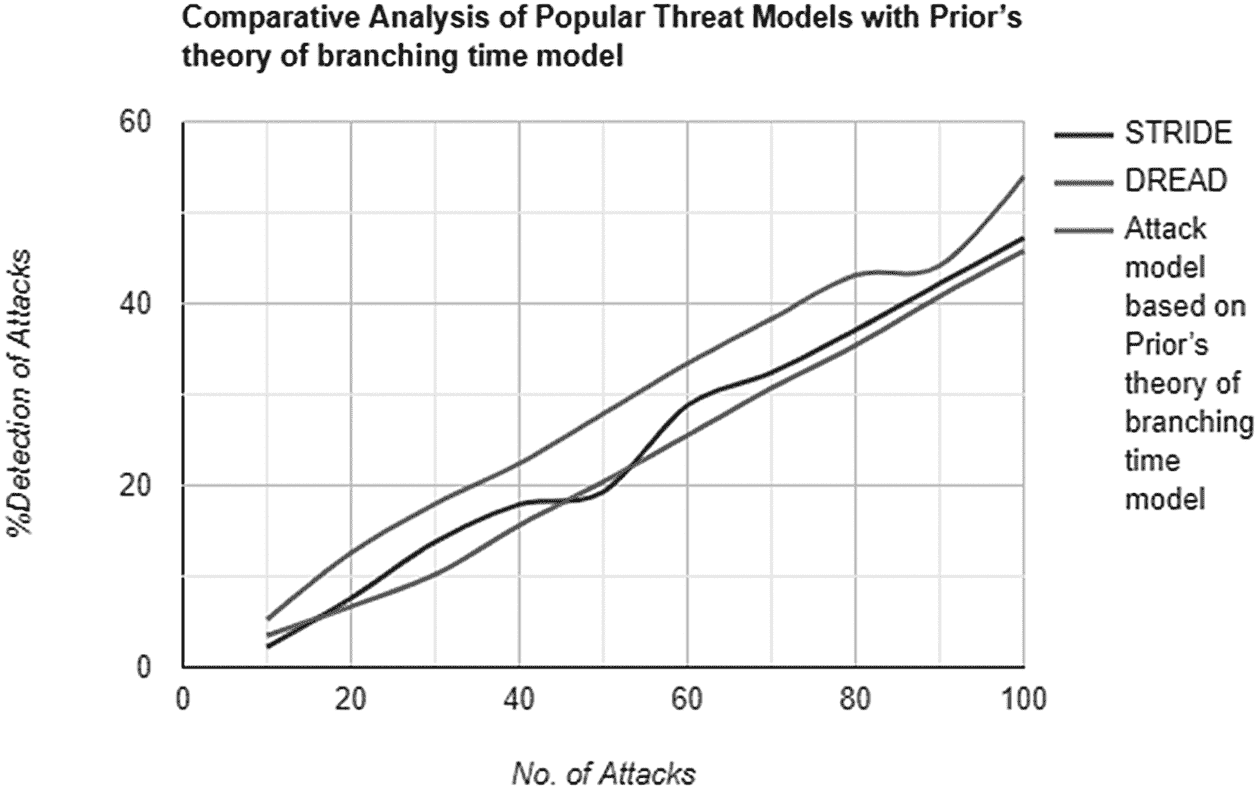 Comparative Analysis of Popular Threat Models with Prior’s
theory of branching time model
60
40
20
0
0
20
40
60
80
100
%Detection of Attacks
No. of Attacks
STRIDE
DREAD
Attack
model
based on
Prior’s
theory of
branching
time
model